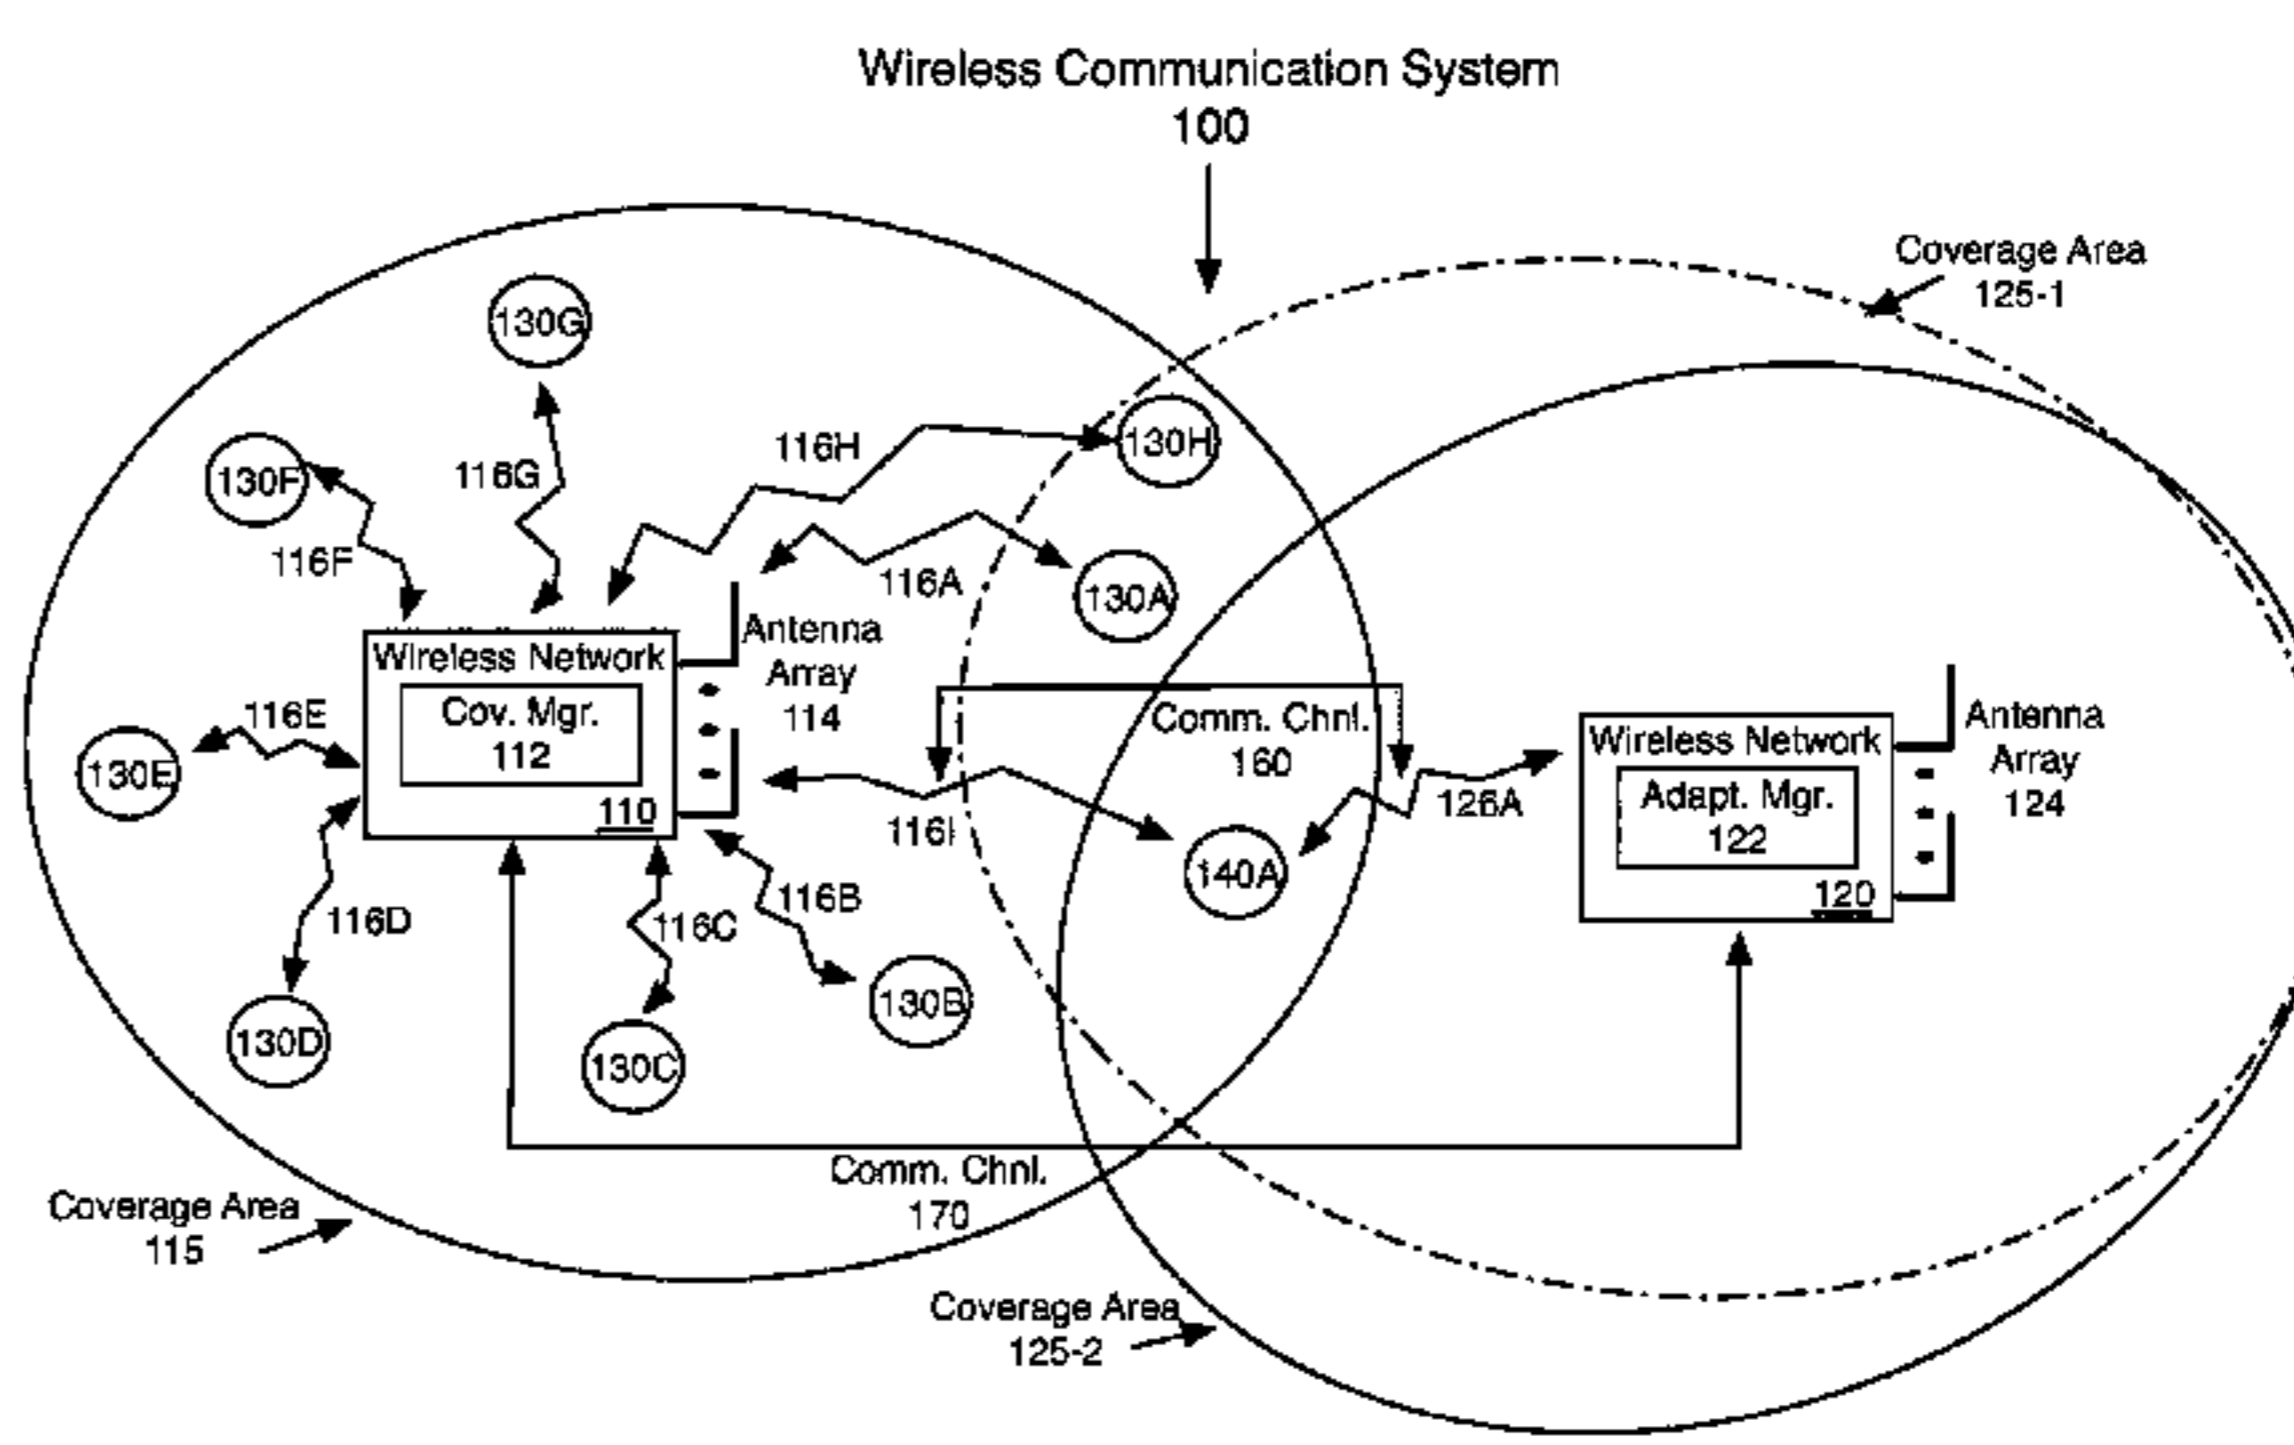 Wireless Communication System
100
Coverage Area
125-1
130G
116H
130H
130F
116G
116F
116A
130A
Antenna
Array
114
Wireless Network
Cov. Mgr.
112
110
116E
130E
Comm. Chnl.
160
116I
126A
140A
Wireless Network
Adapt. Mgr.
122
120
Antenna
Array
124
116D
116C
116B
130B
130D
130C
Comm. Chnl.
170
Coverage Area
115
Coverage Area
125-2